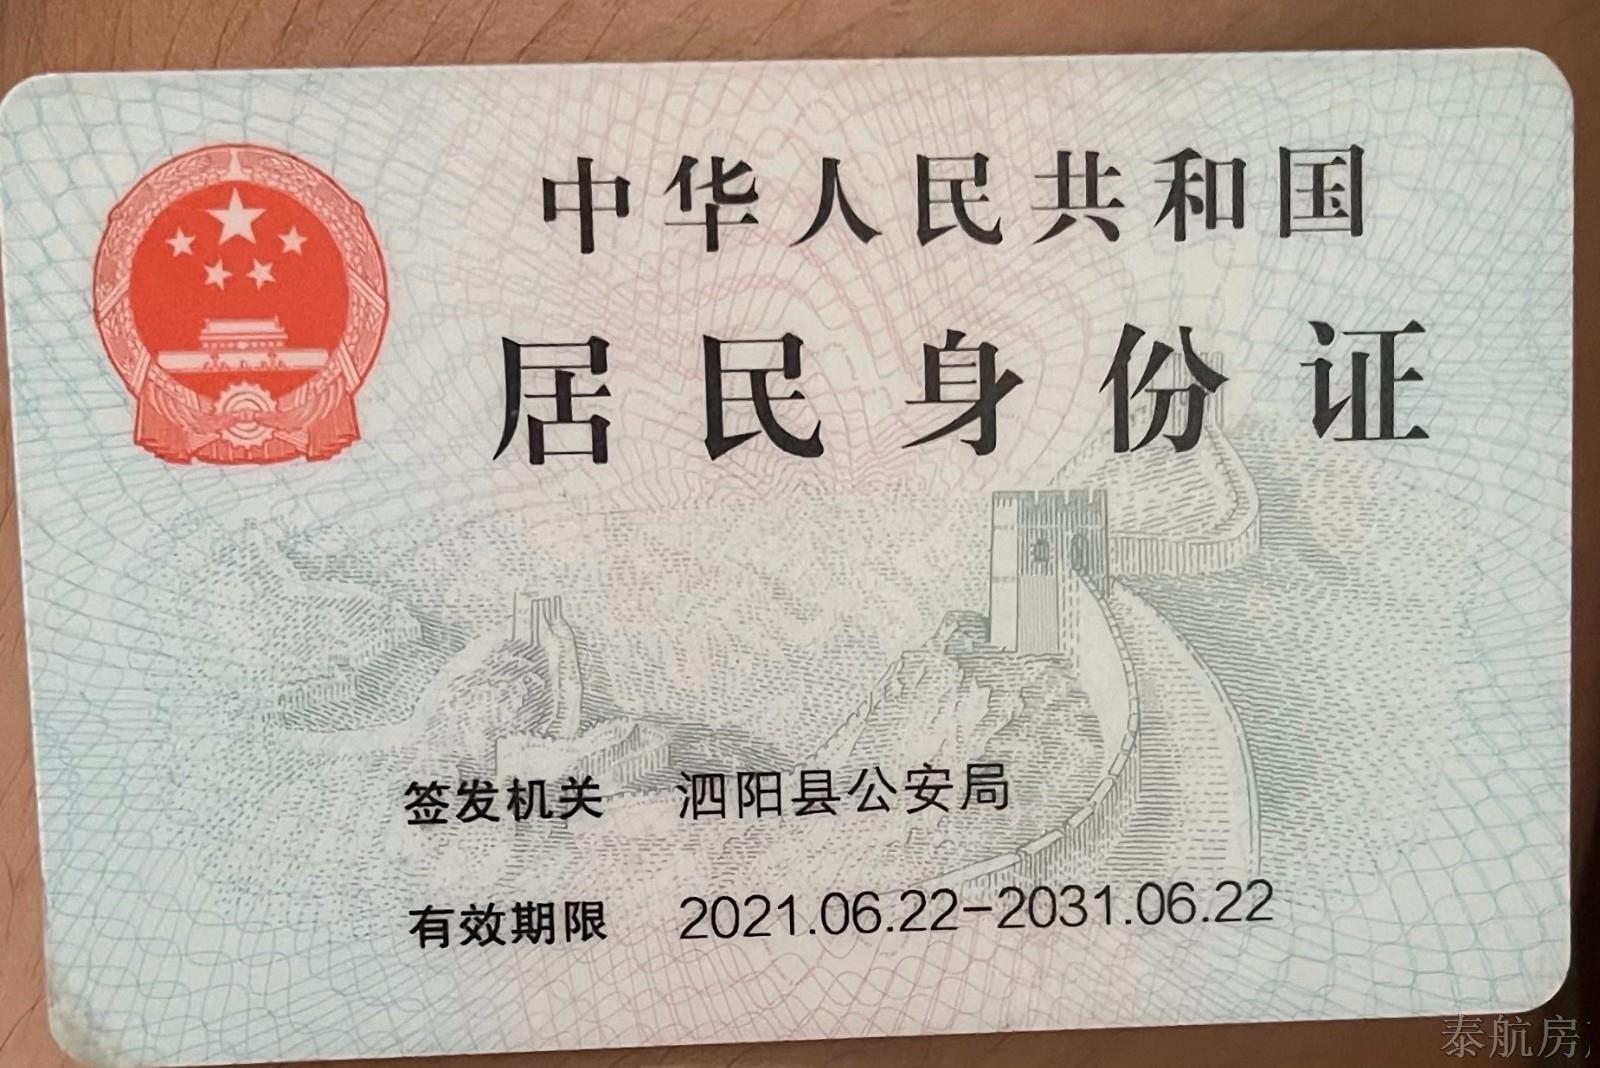 中华人民共和国
居民身份证
签发机关 泗阳县公安局
有效期限 2021.06.22-2031.06.22
泰航房